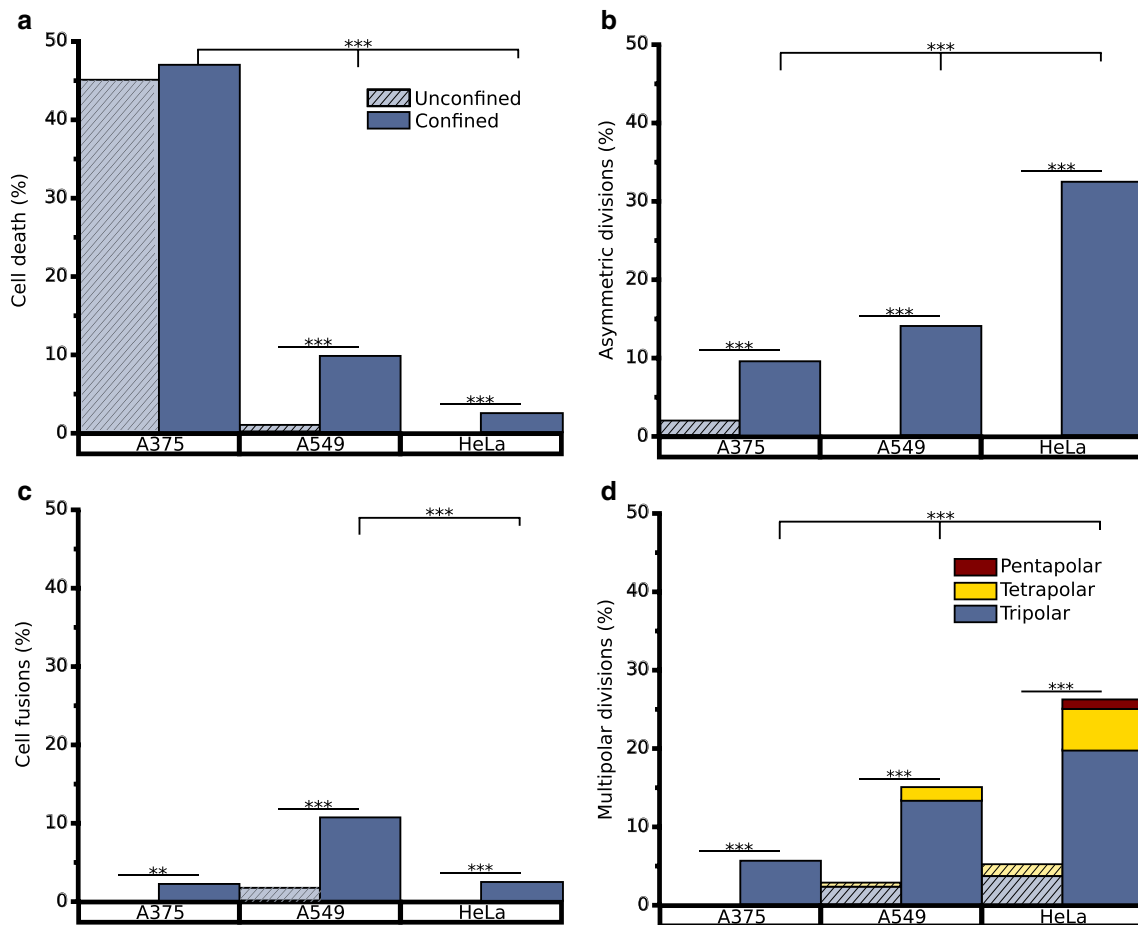 a
Cell death (%)
50
40
30
20
10
0
***
Unconfined
Confined
***
***
A375 A549 HeLa
b
Asymmetric divisions (%)
50
40
30
20
10
0
***
***
***
***
A375 A549 HeLa
c
Cell fusions (%)
50
40
30
20
10
0
***
***
**
***
A375 A549 HeLa
d
Multipolar divisions (%)
50
40
30
20
10
0
***
Pentapolar
Tetrapolar
Tripolar
***
***
***
A375 A549 HeLa